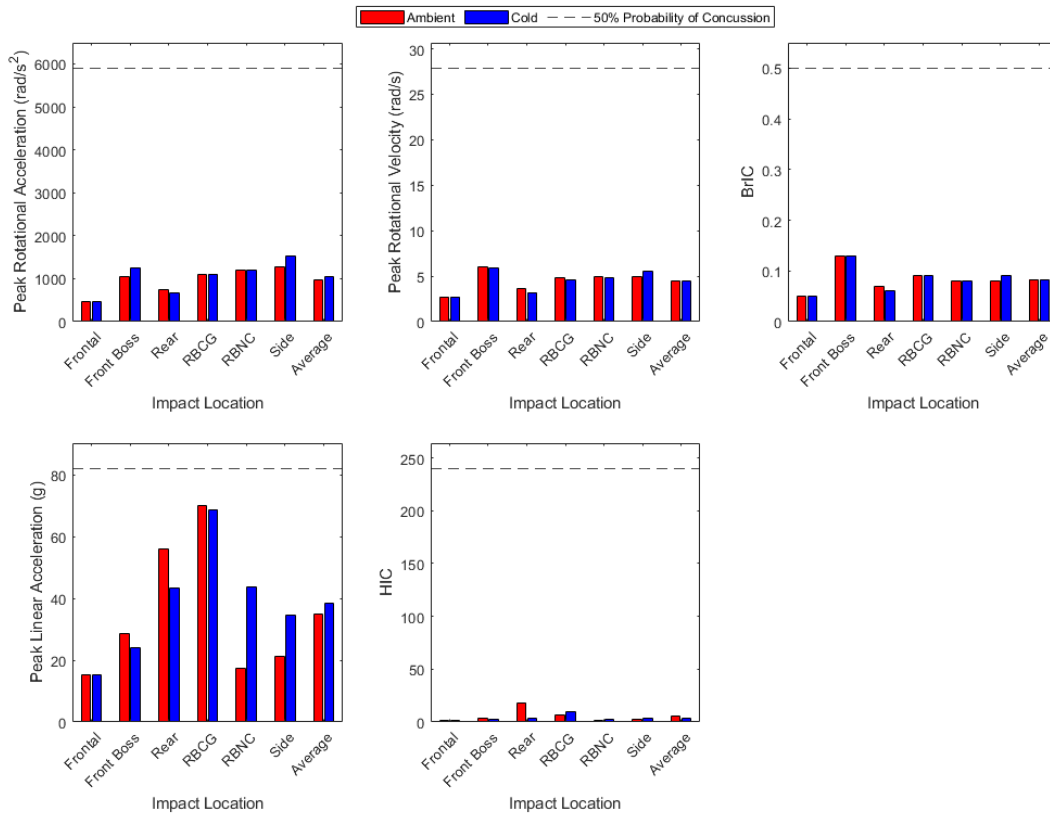 Ambient Cold 50% Probability of Concussion
Peak Rotational Acceleration (rad/s²)
6000
5000
4000
3000
2000
1000
0
Frontal
Front Boss
Rear
RBCG
RBNC
Side
Average
Impact Location
Peak Rotational Velocity (rad/s)
30
25
20
15
10
5
0
Frontal
Front Boss
Rear
RBCG
RBNC
Side
Average
Impact Location
BrIC
0.5
0.4
0.3
0.2
0.1
0
Frontal
Front Boss
Rear
RBCG
RBNC
Side
Average
Impact Location
Peak Linear Acceleration (g)
80
60
40
20
0
Frontal
Front Boss
Rear
RBCG
RBNC
Side
Average
Impact Location
HIC
250
200
150
100
50
0
Frontal
Front Boss
Rear
RBCG
RBNC
Side
Average
Impact Location